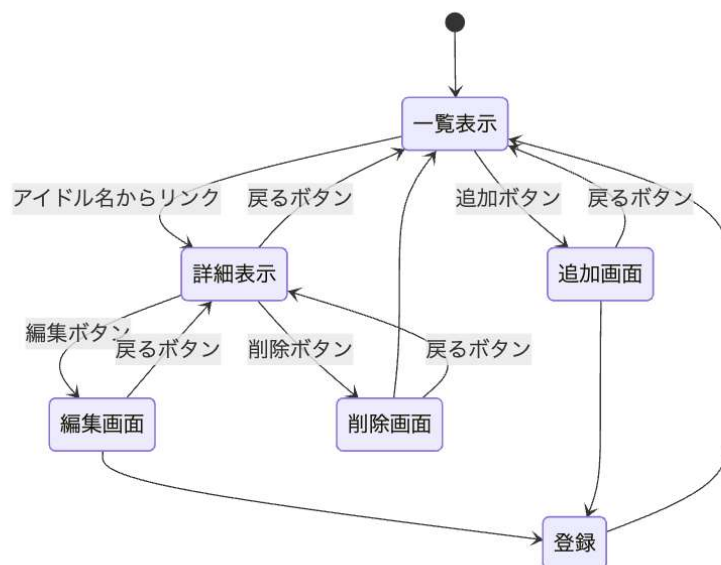 一覧表示
アイドル名からリンク
戻るボタン
追加ボタン
戻るボタン
詳細表示
追加画面
編集ボタン
戻るボタン
削除ボタン
戻るボタン
編集画面
削除画面
登録